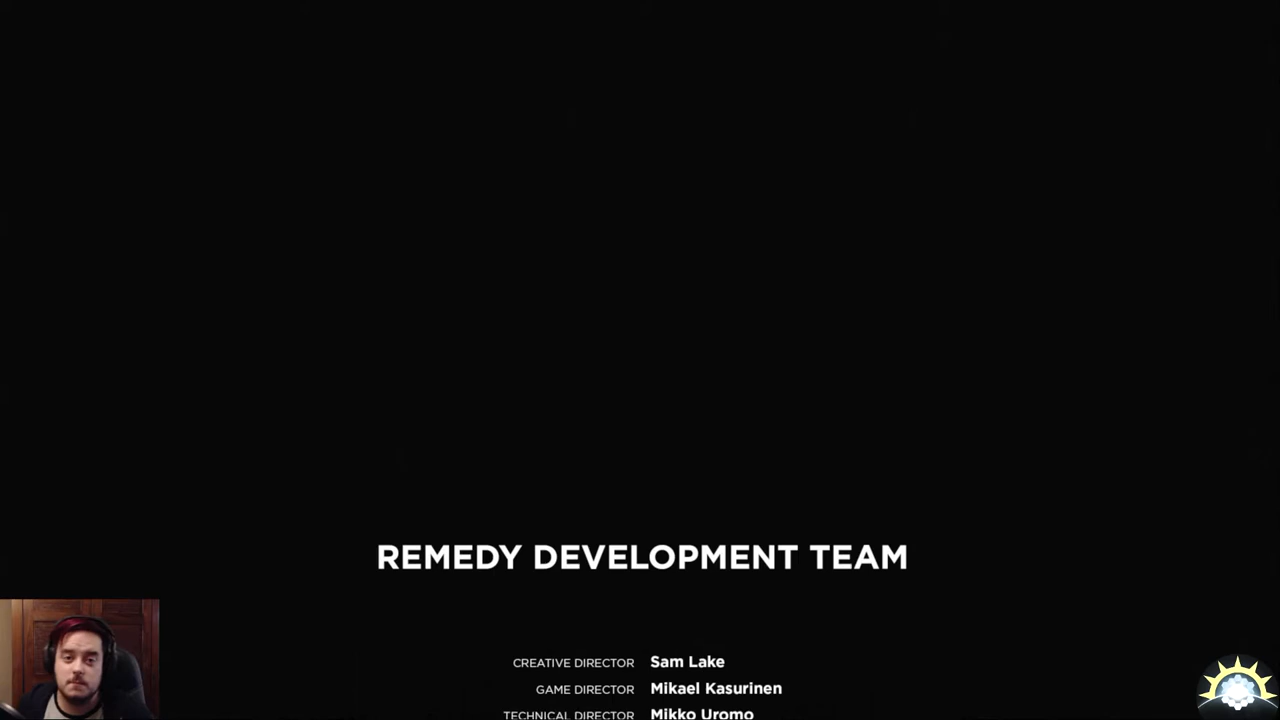 REMEDY DEVELOPMENT TEAM
CREATIVE DIRECTOR Sam Lake
GAME DIRECTOR Mikael Kasurinen
TECHNICAL DIRECTOR Mikko Uromo